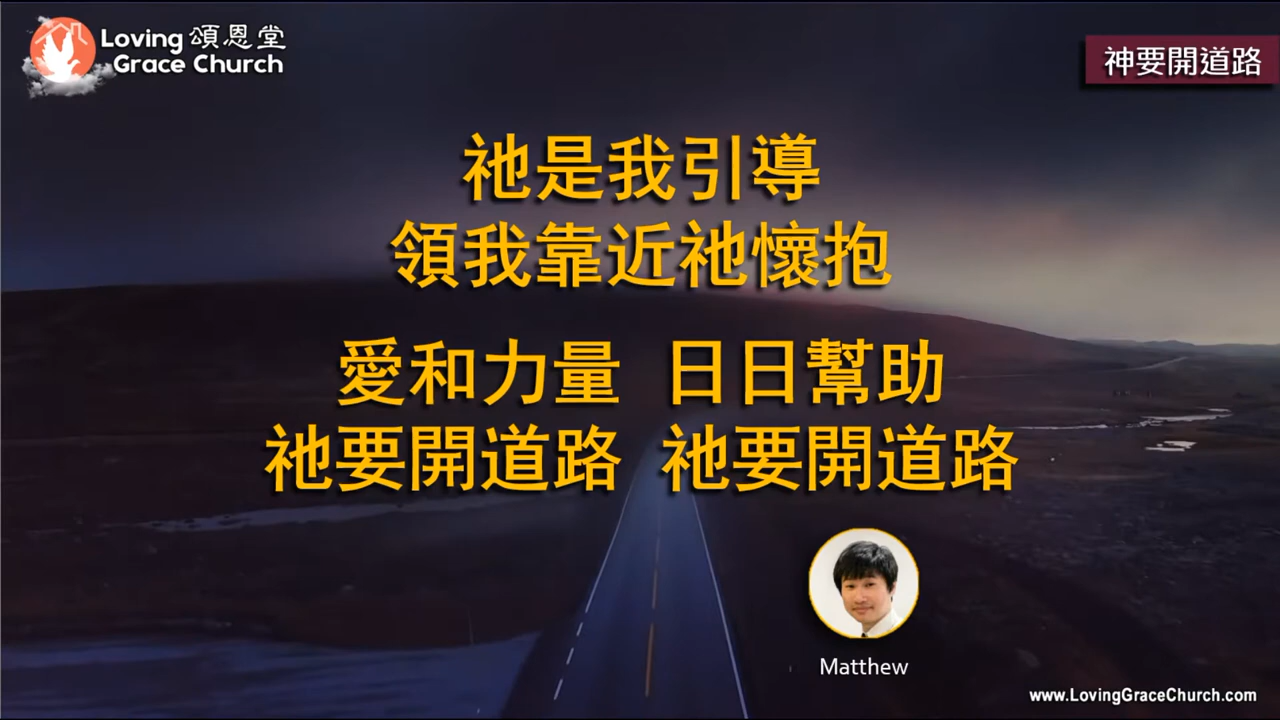 Loving 頌恩堂
Grace Church
神要開道路
祂是我引導
領我靠近祂懷抱
愛和力量 日日幫助
祂要開道路 祂要開道路
Matthew
www.LovingGraceChurch.com